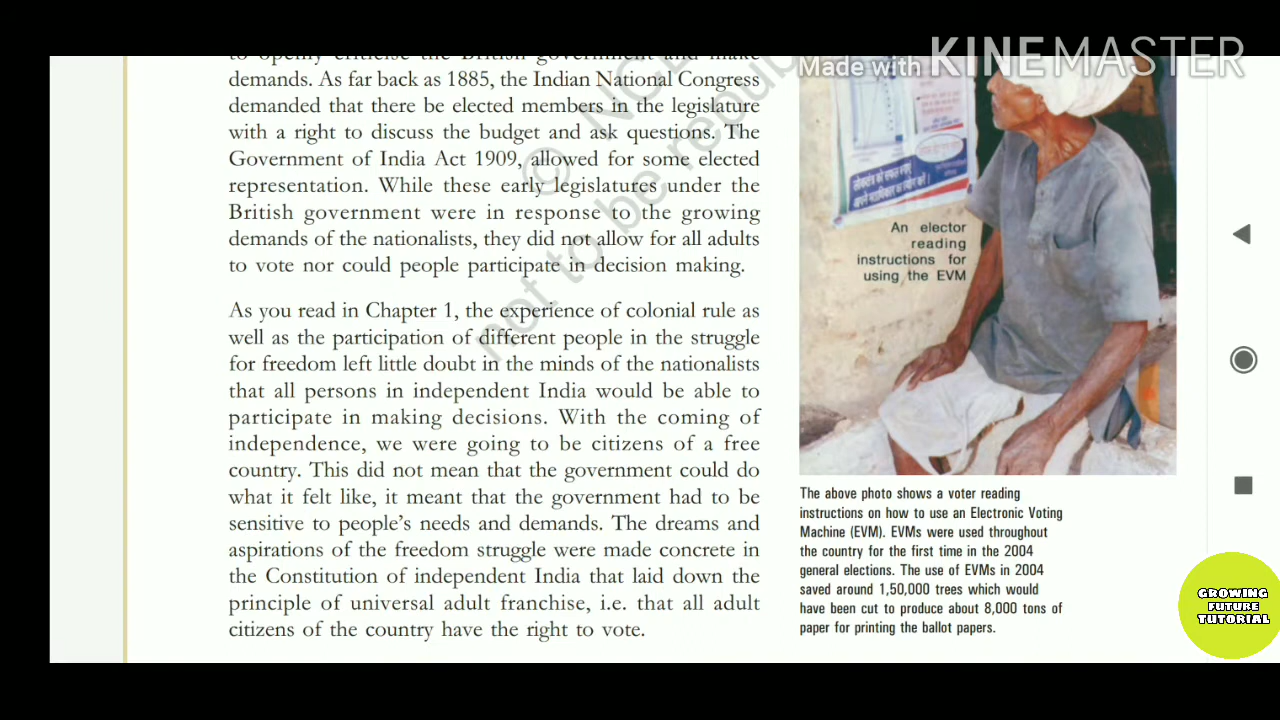 Made with KINEMASTER
demands. As far back as 1885, the Indian National Congress
demanded that there be elected members in the legislature
with a right to discuss the budget and ask questions. The
Government of India Act 1909, allowed for some elected
representation. While these early legislatures under the
British government were in response to the growing
demands of the nationalists, they did not allow for all adults
to vote nor could people participate in decision making.
As you read in Chapter 1, the experience of colonial rule as
well as the participation of different people in the struggle
for freedom left little doubt in the minds of the nationalists
that all persons in independent India would be able to
participate in making decisions. With the coming of
independence, we were going to be citizens of a free
country. This did not mean that the government could do
what it felt like, it meant that the government had to be
sensitive to people's needs and demands. The dreams and
aspirations of the freedom struggle were made concrete in
the Constitution of independent India that laid down the
principle of universal adult franchise, i.e. that all adult
citizens of the country have the right to vote.
© NC
not to be repub
An elector
reading
instructions for
using the EVM
The above photo shows a voter reading
instructions on how to use an Electronic Voting
Machine (EVM). EVMs were used throughout
the country for the first time in the 2004
general elections. The use of EVMs in 2004
saved around 1,50,000 trees which would
have been cut to produce about 8,000 tons of
paper for printing the ballot papers.
GROWING
FUTURE
TUTORIAL